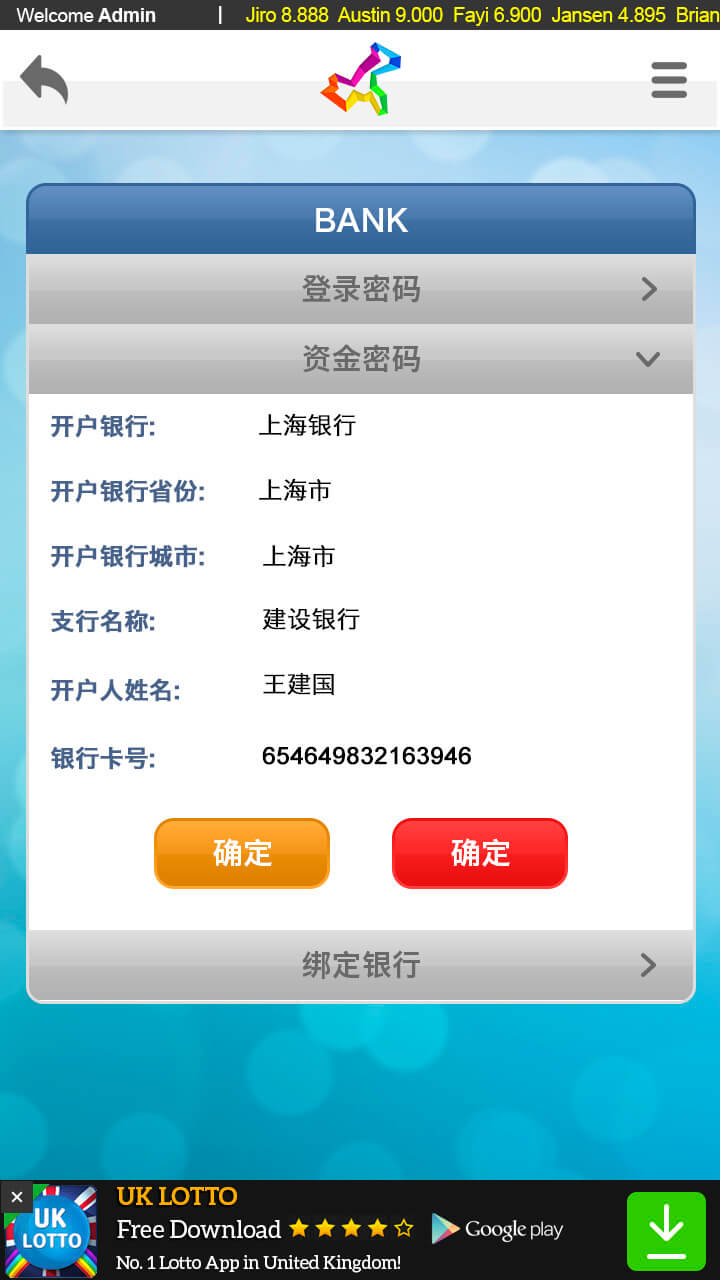 Welcome Admin | Jiro 8.888 Austin 9.000 Fayi 6.900 Jansen 4.895 Brian
BANK
登录密码
资金密码
开户银行: 上海银行
开户银行省份: 上海市
开户银行城市: 上海市
支行名称: 建设银行
开户人姓名: 王建国
银行卡号: 654649832163946
确定 确定
绑定银行
UK LOTTO
UK LOTTO
Free Download Google play
No. 1 Lotto App in United Kingdom!